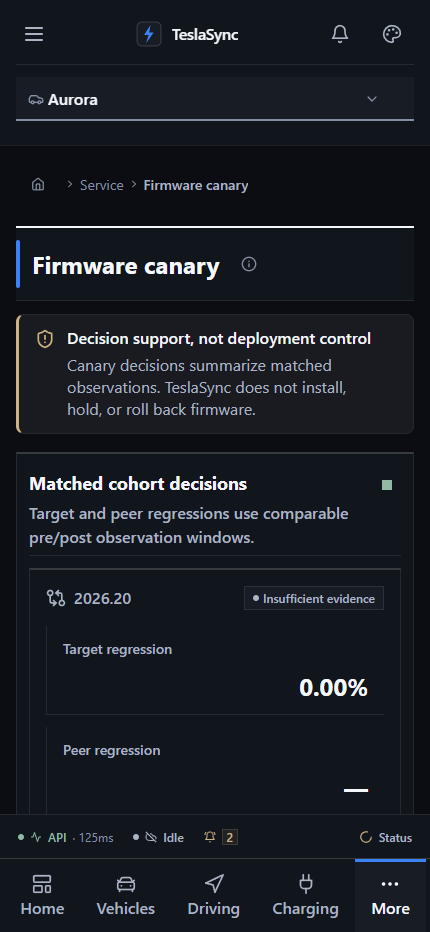 TeslaSync
Aurora
Service
Firmware canary
Firmware canary
Decision support, not deployment control
Canary decisions summarize matched
observations. TeslaSync does not install,
hold, or roll back firmware.
Matched cohort decisions
Target and peer regressions use comparable
pre/post observation windows.
2026.20
Insufficient evidence
Target regression
0.00%
Peer regression
—
API · 125ms
Idle
2
Status
Home
Vehicles
Driving
Charging
More